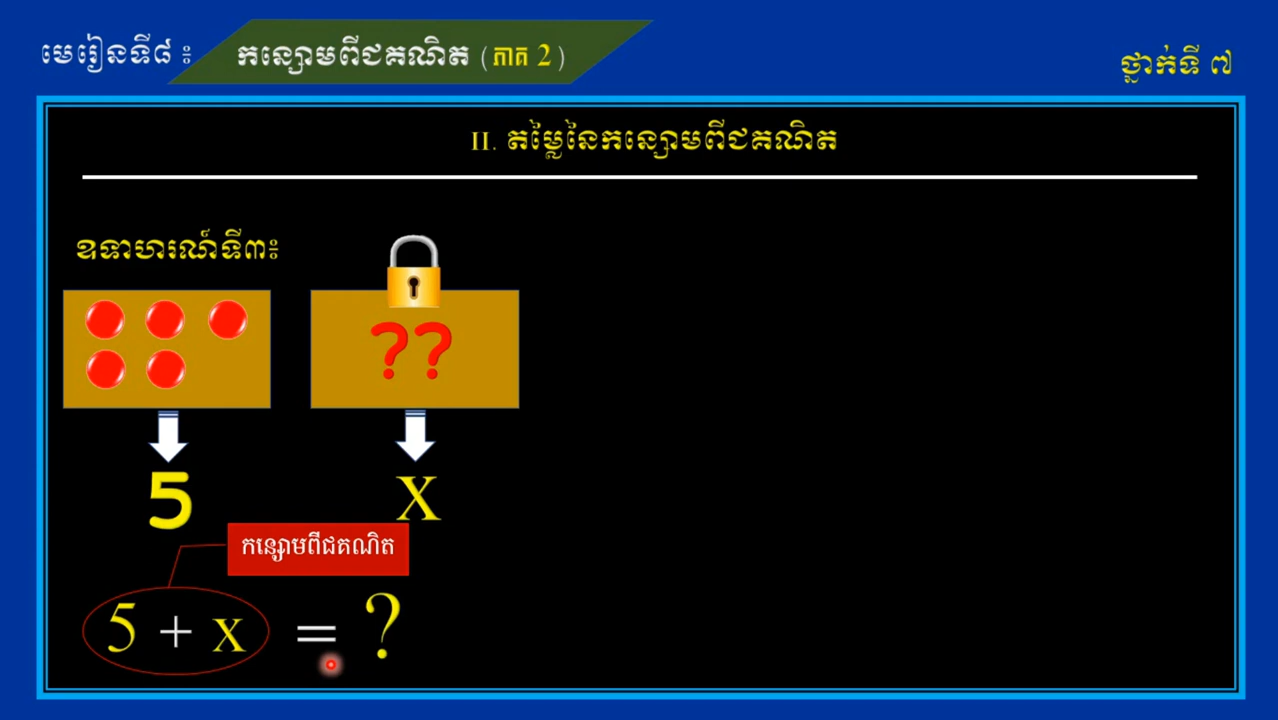 មេរៀនទី៨ ៖ កន្សោមពីជគណិត (ភាគ 2)
ថ្នាក់ទី ៧
II. តម្លៃនៃកន្សោមពីជគណិត
ឧទាហរណ៍ទី៣៖
??
5 x
កន្សោមពីជគណិត
5 + x = ?